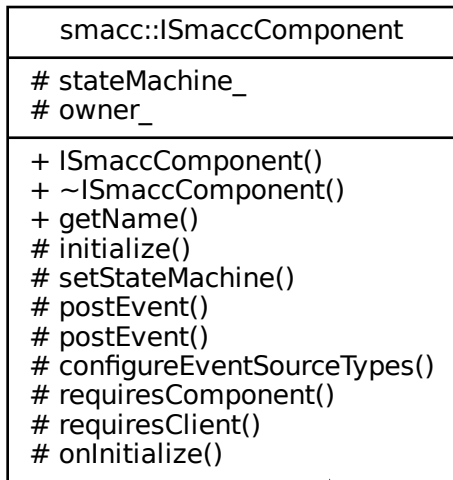 smacc::ISmaccComponent
# stateMachine_
# owner_
+ ISmaccComponent()
+ ~ISmaccComponent()
+ getName()
# initialize()
# setStateMachine()
# postEvent()
# postEvent()
# configureEventSourceTypes()
# requiresComponent()
# requiresClient()
# onInitialize()